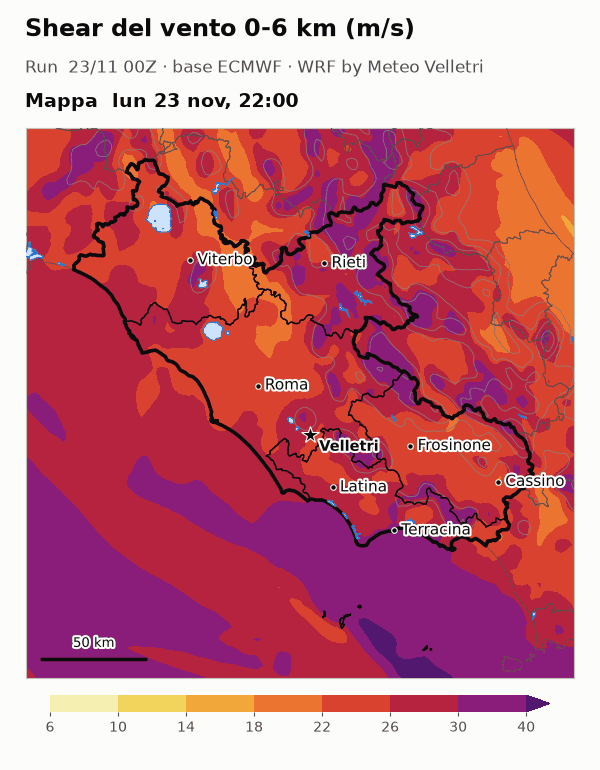 Shear del vento 0-6 km (m/s)
Run  23/11 00Z · base ECMWF · WRF by Meteo Velletri
Mappa  lun 23 nov, 22:00
Viterbo
Rieti
Roma
Velletri
Frosinone
Cassino
Latina
Terracina
50 km
6 10 14 18 22 26 30 40